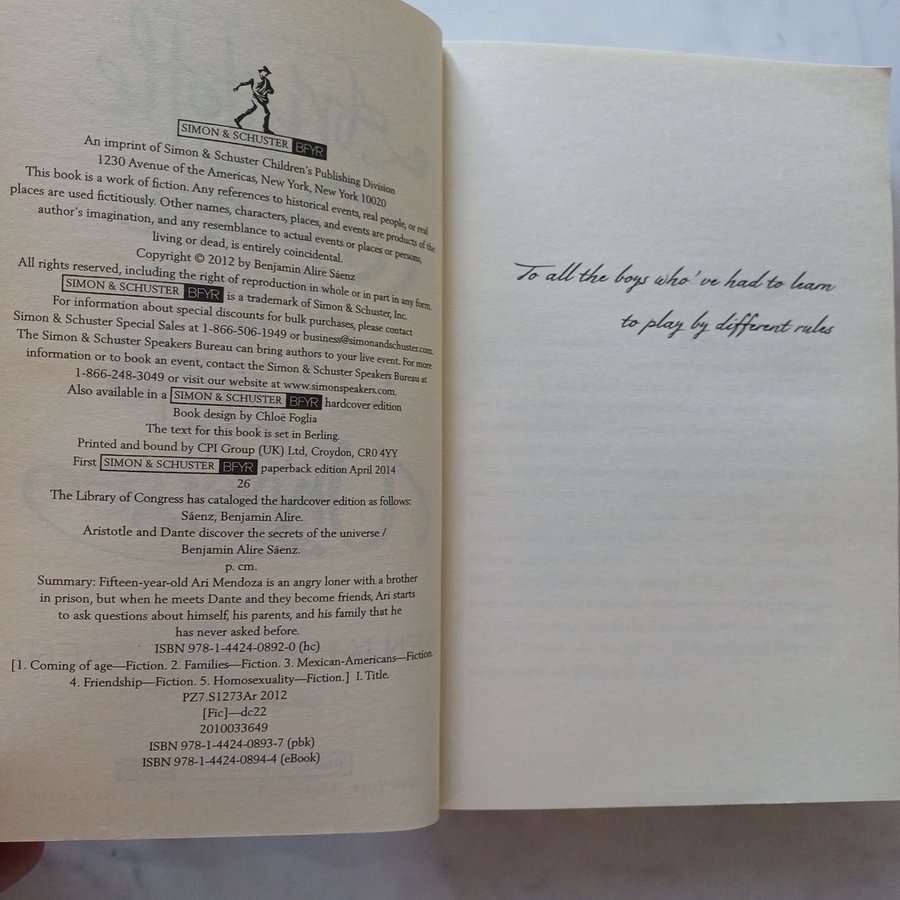 SIMON & SCHUSTER BFYR
An imprint of Simon & Schuster Children's Publishing Division
1230 Avenue of the Americas, New York, New York 10020
This book is a work of fiction. Any references to historical events, real people, or real
places are used fictitiously. Other names, characters, places, and events are products of the
author's imagination, and any resemblance to actual events or places or persons,
living or dead, is entirely coincidental.
Copyright © 2012 by Benjamin Alire Sáenz
All rights reserved, including the right of reproduction in whole or in part in any form.
SIMON & SCHUSTER BFYR is a trademark of Simon & Schuster, Inc.
For information about special discounts for bulk purchases, please contact
Simon & Schuster Special Sales at 1-866-506-1949 or business@simonandschuster.com.
The Simon & Schuster Speakers Bureau can bring authors to your live event. For more
information or to book an event, contact the Simon & Schuster Speakers Bureau at
1-866-248-3049 or visit our website at www.simonspeakers.com.
Also available in a SIMON & SCHUSTER BFYR hardcover edition
Book design by Chloë Foglia
The text for this book is set in Berling.
Printed and bound by CPI Group (UK) Ltd, Croydon, CR0 4YY
First SIMON & SCHUSTER BFYR paperback edition April 2014
26
The Library of Congress has cataloged the hardcover edition as follows:
Sáenz, Benjamin Alire.
Aristotle and Dante discover the secrets of the universe /
Benjamin Alire Sáenz.
p. cm.
Summary: Fifteen-year-old Ari Mendoza is an angry loner with a brother
in prison, but when he meets Dante and they become friends, Ari starts
to ask questions about himself, his parents, and his family that he
has never asked before.
ISBN 978-1-4424-0892-0 (hc)
[1. Coming of age—Fiction. 2. Families—Fiction. 3. Mexican-Americans—Fiction.
4. Friendship—Fiction. 5. Homosexuality—Fiction.] I. Title.
PZ7.S1273Ar 2012
[Fic]—dc22
2010033649
ISBN 978-1-4424-0893-7 (pbk)
ISBN 978-1-4424-0894-4 (eBook)
To all the boys who've had to learn
to play by different rules